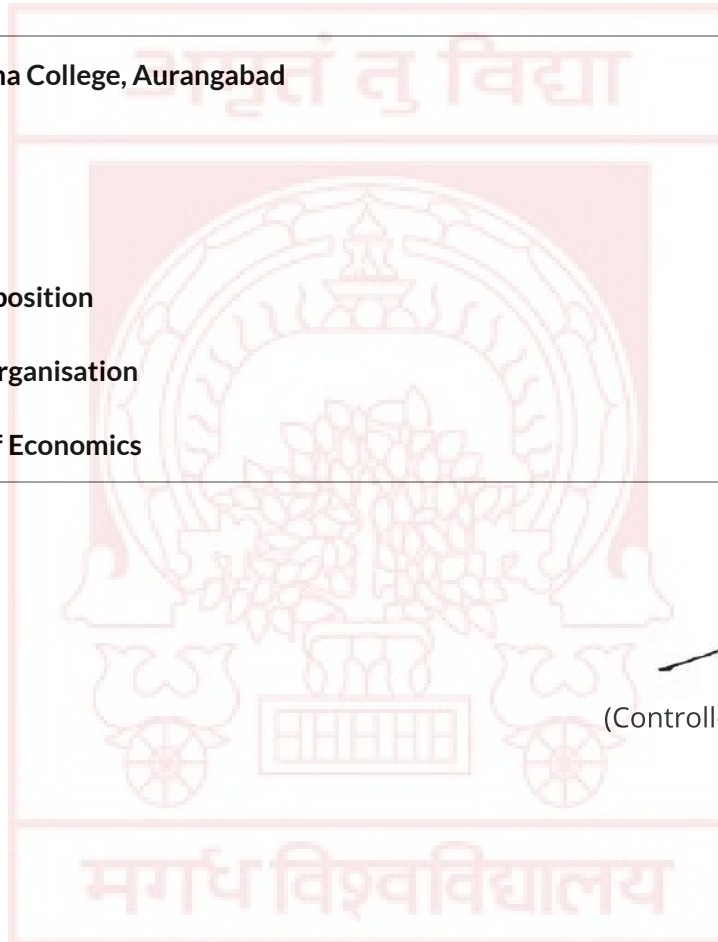 अमृतं तु विद्या
na College, Aurangabad
position
rganisation
f Economics
(Controll
मगध विश्वविद्यालय